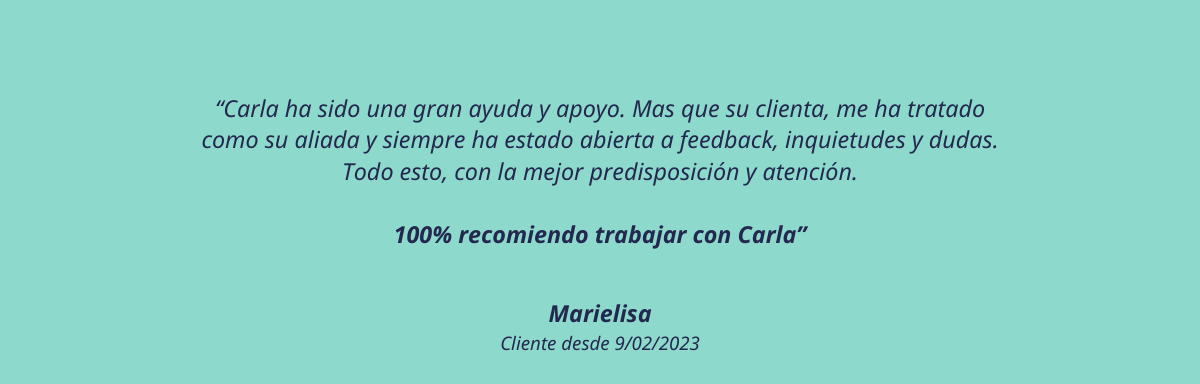 “Carla ha sido una gran ayuda y apoyo. Mas que su clienta, me ha tratado
como su aliada y siempre ha estado abierta a feedback, inquietudes y dudas.
Todo esto, con la mejor predisposición y atención.
100% recomiendo trabajar con Carla”
Marielisa
Cliente desde 9/02/2023